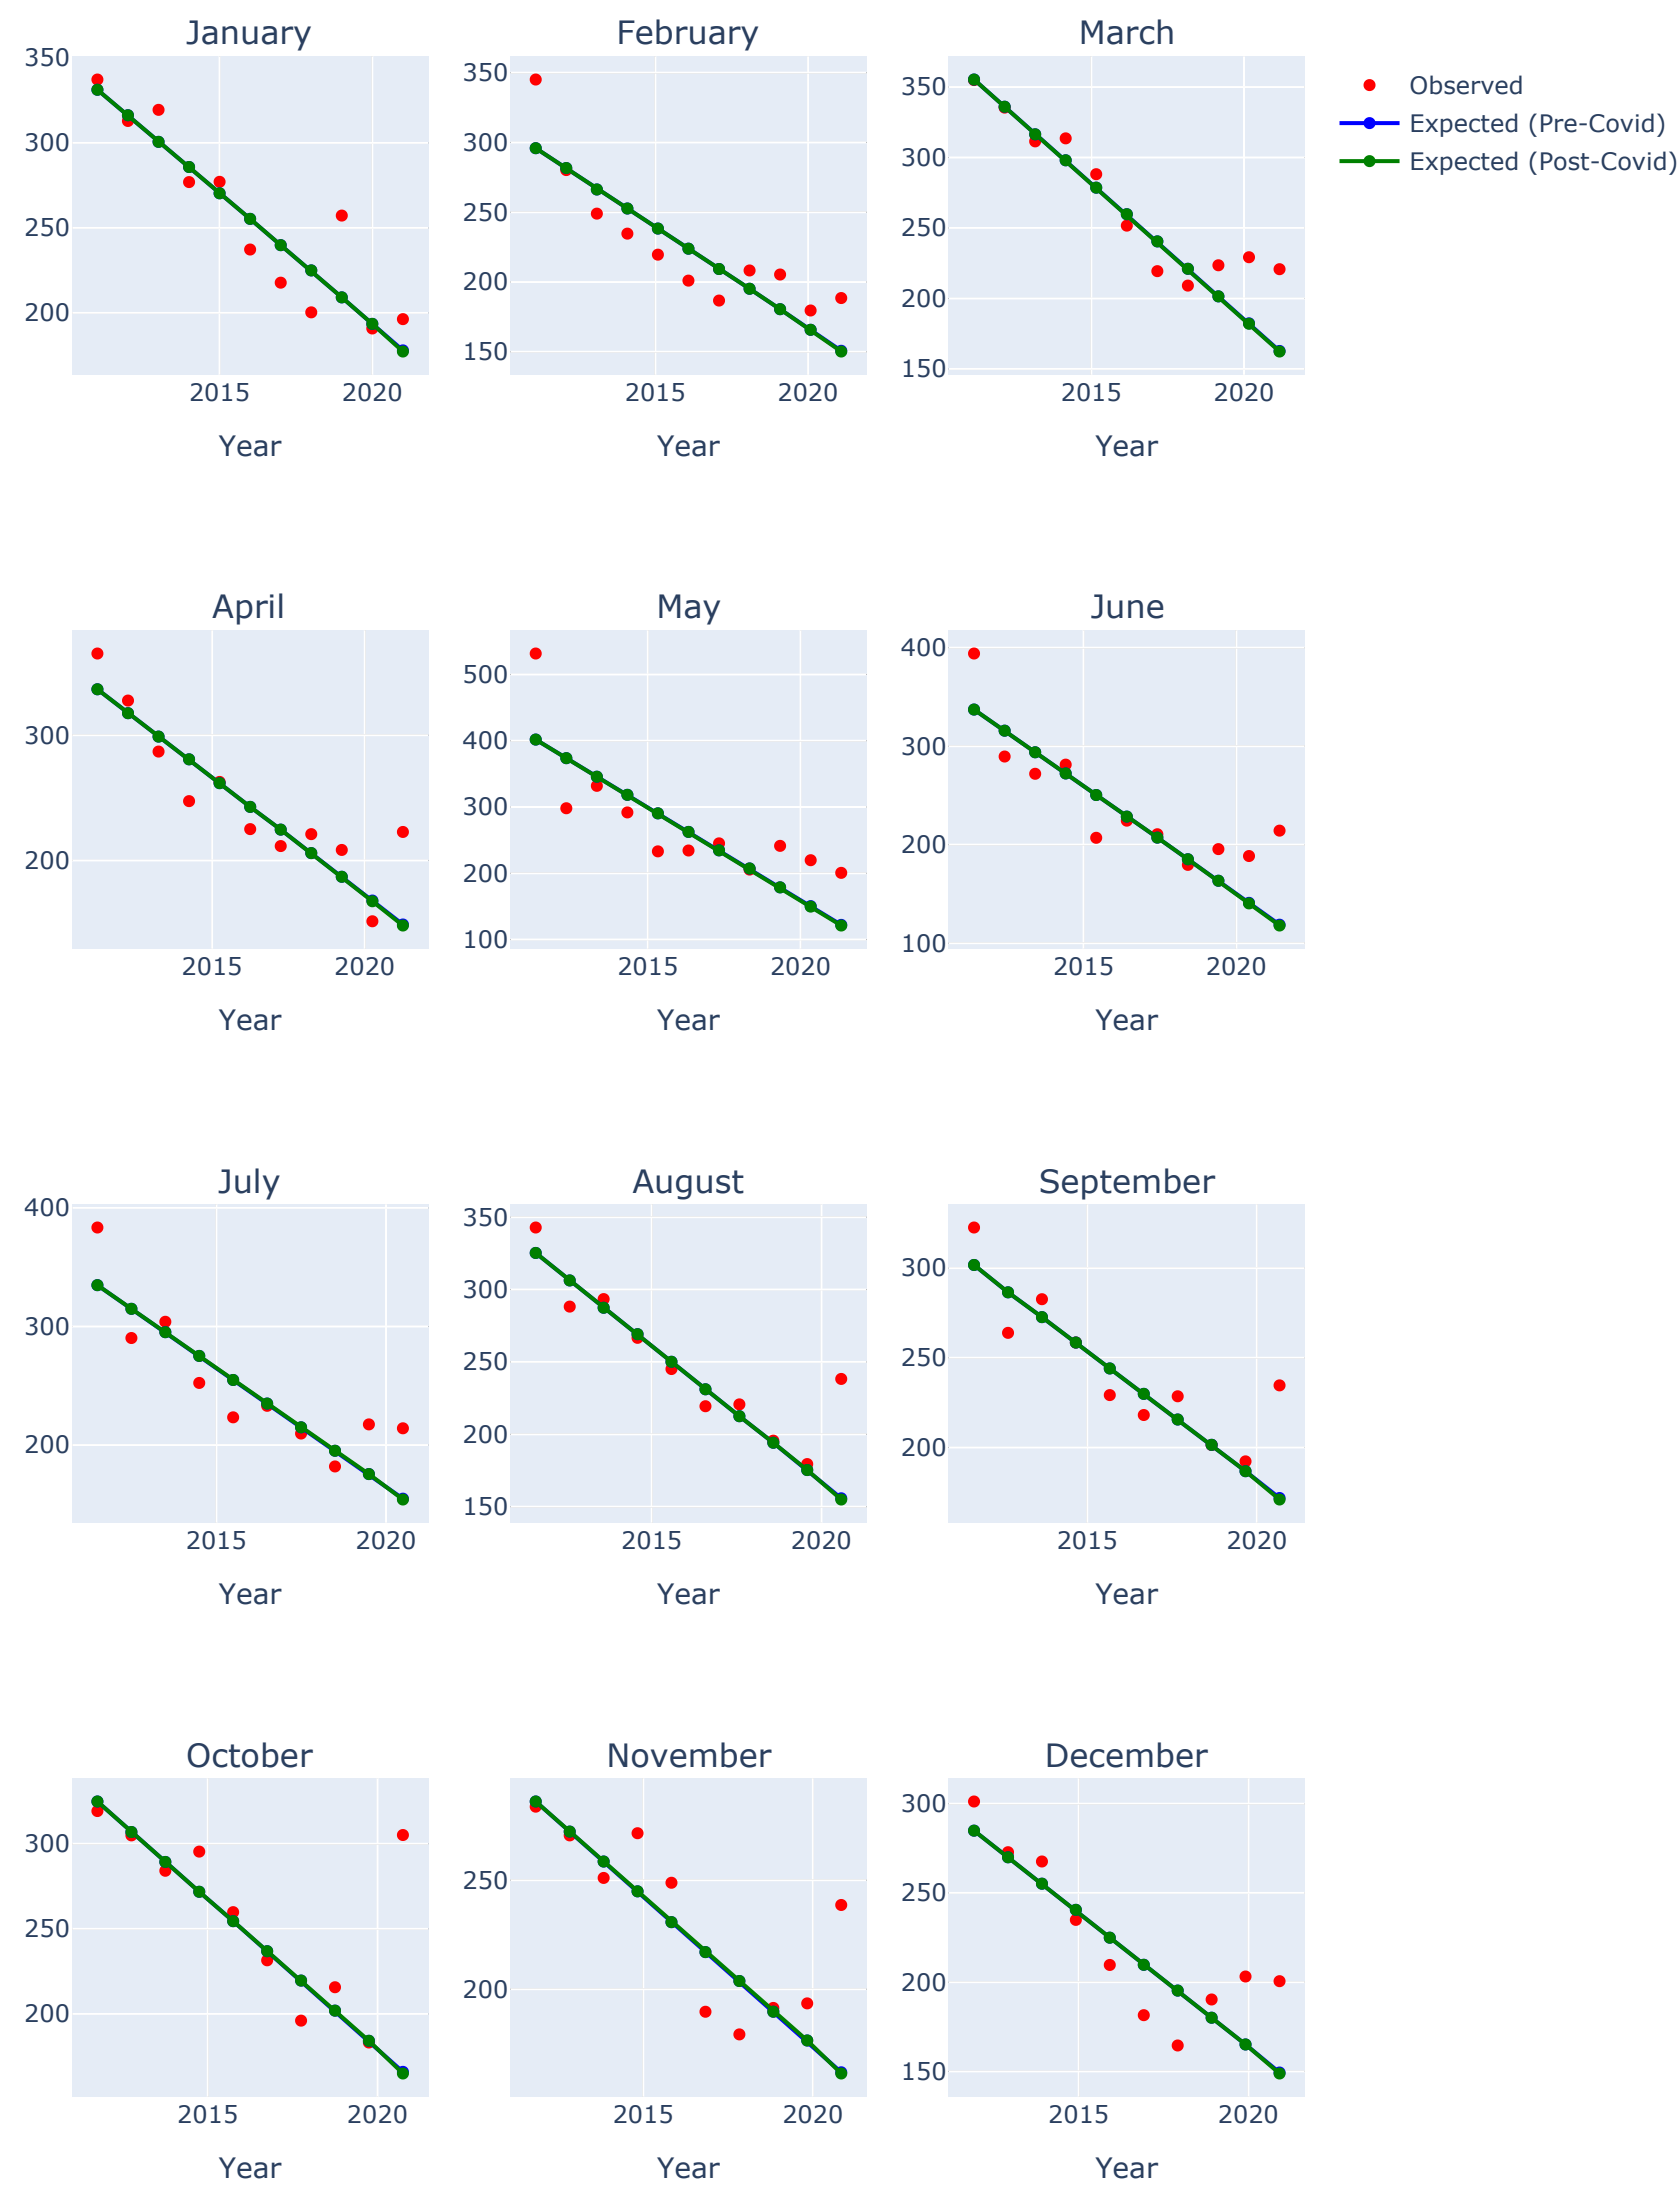 January
February
March
350
300
250
200
2015
2020
Year
350
300
250
200
150
2015
2020
Year
350
300
250
200
150
2015
2020
Year
Observed
Expected (Pre-Covid)
Expected (Post-Covid)
April
May
June
300
200
2015
2020
Year
500
400
300
200
100
2015
2020
Year
400
300
200
100
2015
2020
Year
July
August
September
400
300
200
2015
2020
Year
350
300
250
200
150
2015
2020
Year
300
250
200
2015
2020
Year
October
November
December
300
250
200
2015
2020
Year
250
200
2015
2020
Year
300
250
200
150
2015
2020
Year